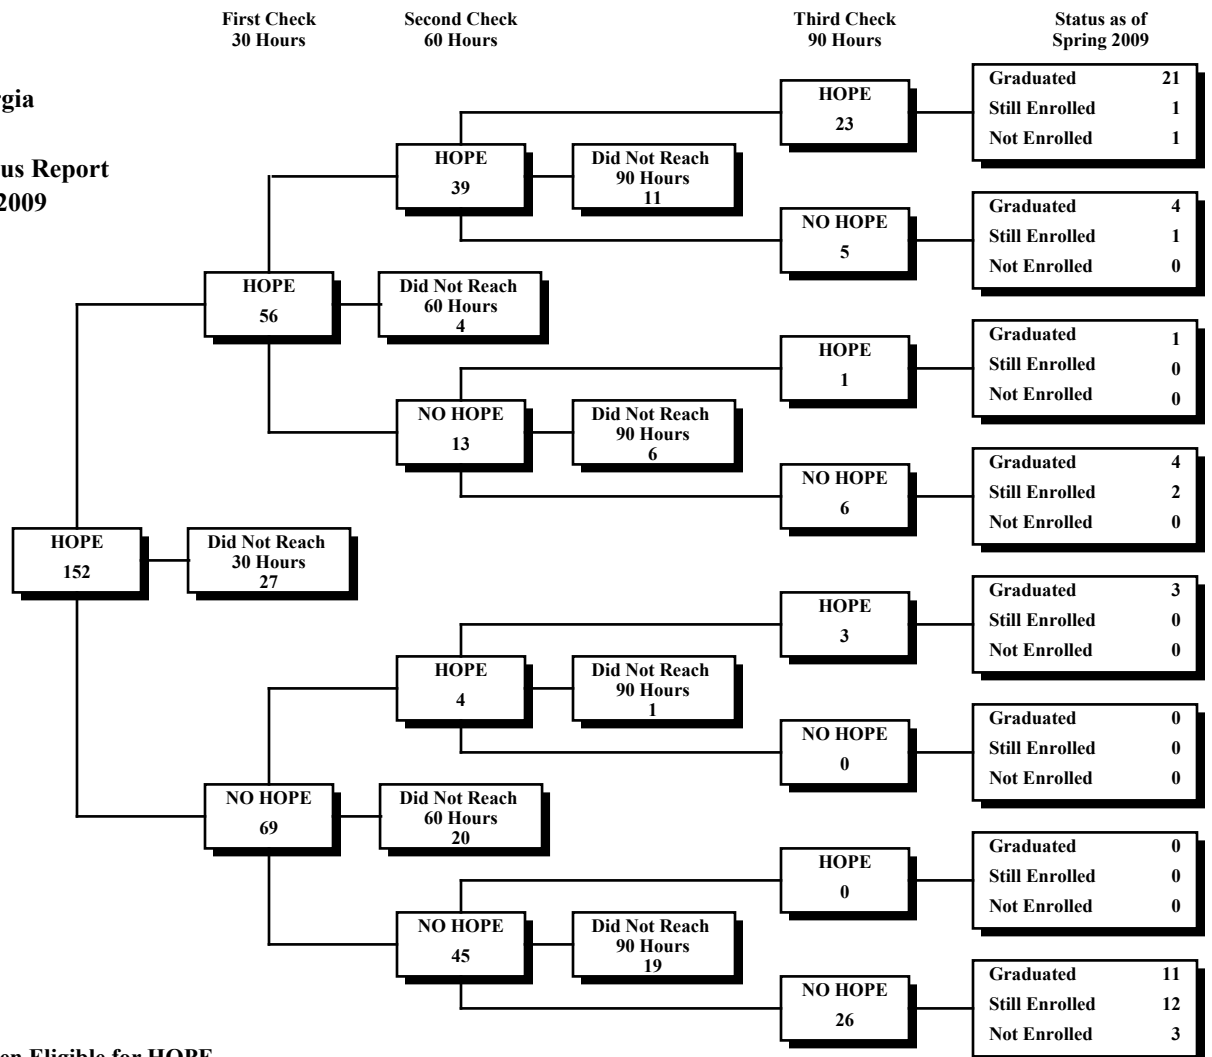 First Check
30 Hours
Second Check
60 Hours
Third Check
90 Hours
Status as of
Spring 2009
us Report
2009
HOPE
152
Did Not Reach
30 Hours
27
HOPE
56
Did Not Reach
60 Hours
4
NO HOPE
69
Did Not Reach
60 Hours
20
HOPE
39
Did Not Reach
90 Hours
11
NO HOPE
13
Did Not Reach
90 Hours
6
HOPE
4
Did Not Reach
90 Hours
1
NO HOPE
45
Did Not Reach
90 Hours
19
HOPE
23
Graduated 21
Still Enrolled 1
Not Enrolled 1
NO HOPE
5
Graduated 4
Still Enrolled 1
Not Enrolled 0
HOPE
1
Graduated 1
Still Enrolled 0
Not Enrolled 0
NO HOPE
6
Graduated 4
Still Enrolled 2
Not Enrolled 0
HOPE
3
Graduated 3
Still Enrolled 0
Not Enrolled 0
NO HOPE
0
Graduated 0
Still Enrolled 0
Not Enrolled 0
HOPE
0
Graduated 0
Still Enrolled 0
Not Enrolled 0
NO HOPE
26
Graduated 11
Still Enrolled 12
Not Enrolled 3
Eligible for HOPE